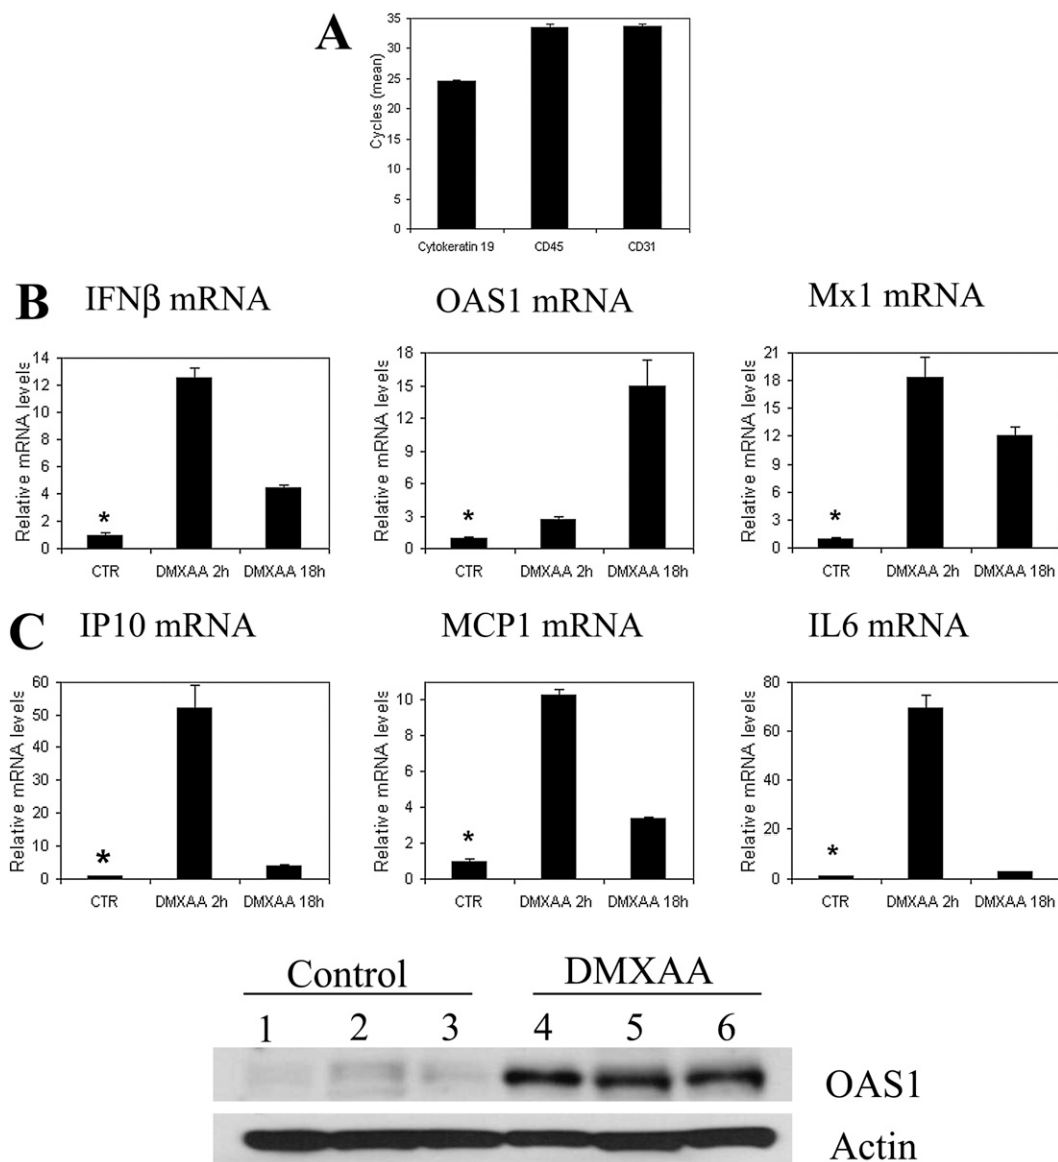 A
Cycles (mean)
35
30
25
20
15
10
5
0
Cytokeratin 19 CD45 CD31
B IFNβ mRNA OAS1 mRNA Mx1 mRNA
Relative mRNA levels
14
12
10
8
6
4
2
0
*
CTR DMXAA 2h DMXAA 18h
Relative mRNA levels
18
15
12
9
6
3
0
*
CTR DMXAA 2h DMXAA 18h
Relative mRNA levels
21
18
15
12
9
6
3
0
*
CTR DMXAA 2h DMXAA 18h
C IP10 mRNA MCP1 mRNA IL6 mRNA
Relative mRNA levels
60
50
40
30
20
10
0
*
CTR DMXAA 2h DMXAA 18h
Relative mRNA levels
10
8
6
4
2
0
*
CTR DMXAA 2h DMXAA 18h
Relative mRNA levels
80
60
40
20
0
*
CTR DMXAA 2h DMXAA 18h
Control DMXAA
1 2 3 4 5 6
OAS1
Actin